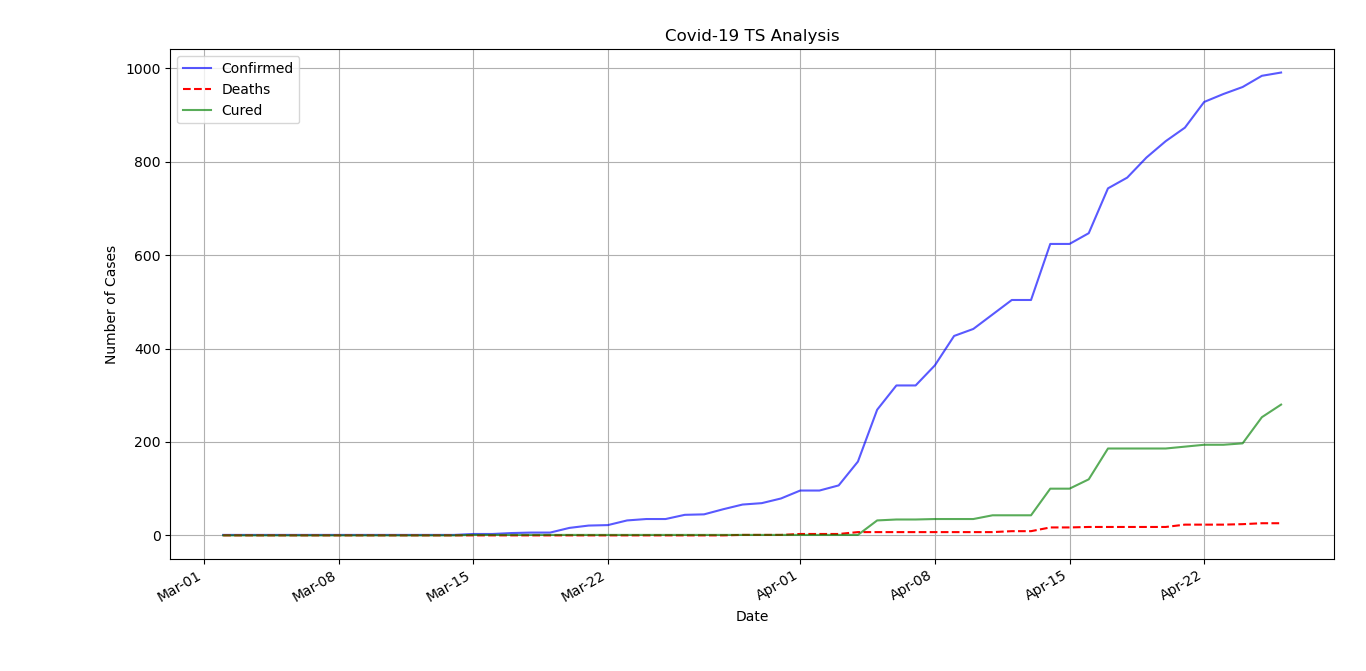 Covid-19 TS Analysis
Confirmed
Deaths
Cured
1000
800
600
400
200
0
Number of Cases
Mar-01
Mar-08
Mar-15
Mar-22
Apr-01
Apr-08
Apr-15
Apr-22
Date